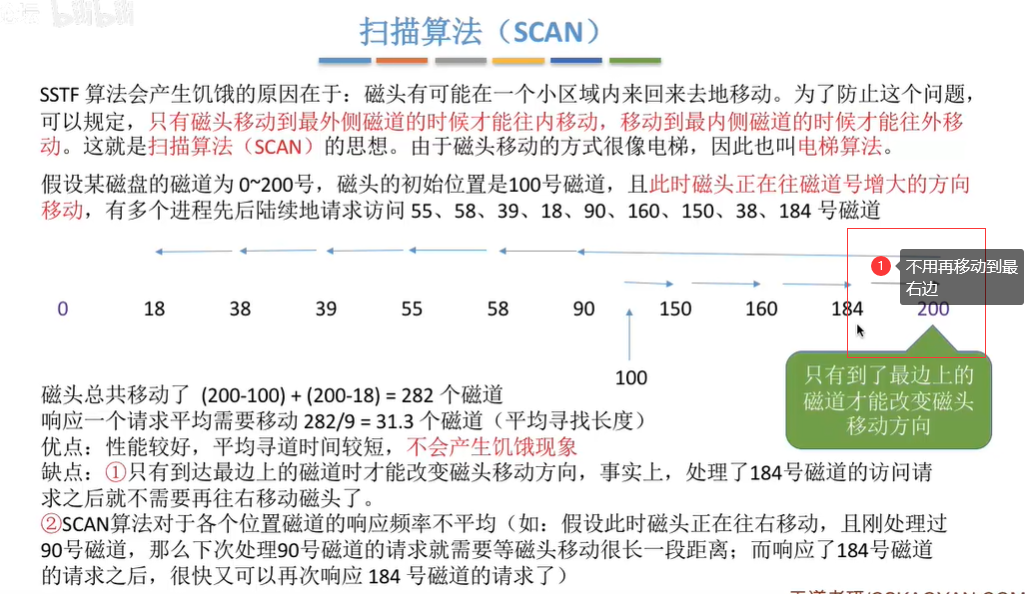 bilibili
扫描算法（SCAN）
SSTF 算法会产生饥饿的原因在于：磁头有可能在一个小区域内来回来去地移动。为了防止这个问题，
可以规定，只有磁头移动到最外侧磁道的时候才能往内移动，移动到最内侧磁道的时候才能往外移
动。这就是扫描算法（SCAN）的思想。由于磁头移动的方式很像电梯，因此也叫电梯算法。
假设某磁盘的磁道为 0~200号，磁头的初始位置是100号磁道，且此时磁头正在往磁道号增大的方向
移动，有多个进程先后陆续地请求访问 55、58、39、18、90、160、150、38、184 号磁道
1
不用再移动到最
右边
0 18 38 39 55 58 90 150 160 184 200
100
只有到了最边上的
磁道才能改变磁头
移动方向
磁头总共移动了 (200-100) + (200-18) = 282 个磁道
响应一个请求平均需要移动 282/9 = 31.3 个磁道（平均寻找长度）
优点：性能较好，平均寻道时间较短，不会产生饥饿现象
缺点：①只有到达最边上的磁道时才能改变磁头移动方向，事实上，处理了184号磁道的访问请
求之后就不需要再往右移动磁头了。
②SCAN算法对于各个位置磁道的响应频率不平均（如：假设此时磁头正在往右移动，且刚处理过
90号磁道，那么下次处理90号磁道的请求就需要等磁头移动很长一段距离；而响应了184号磁道
的请求之后，很快又可以再次响应 184 号磁道的请求了）